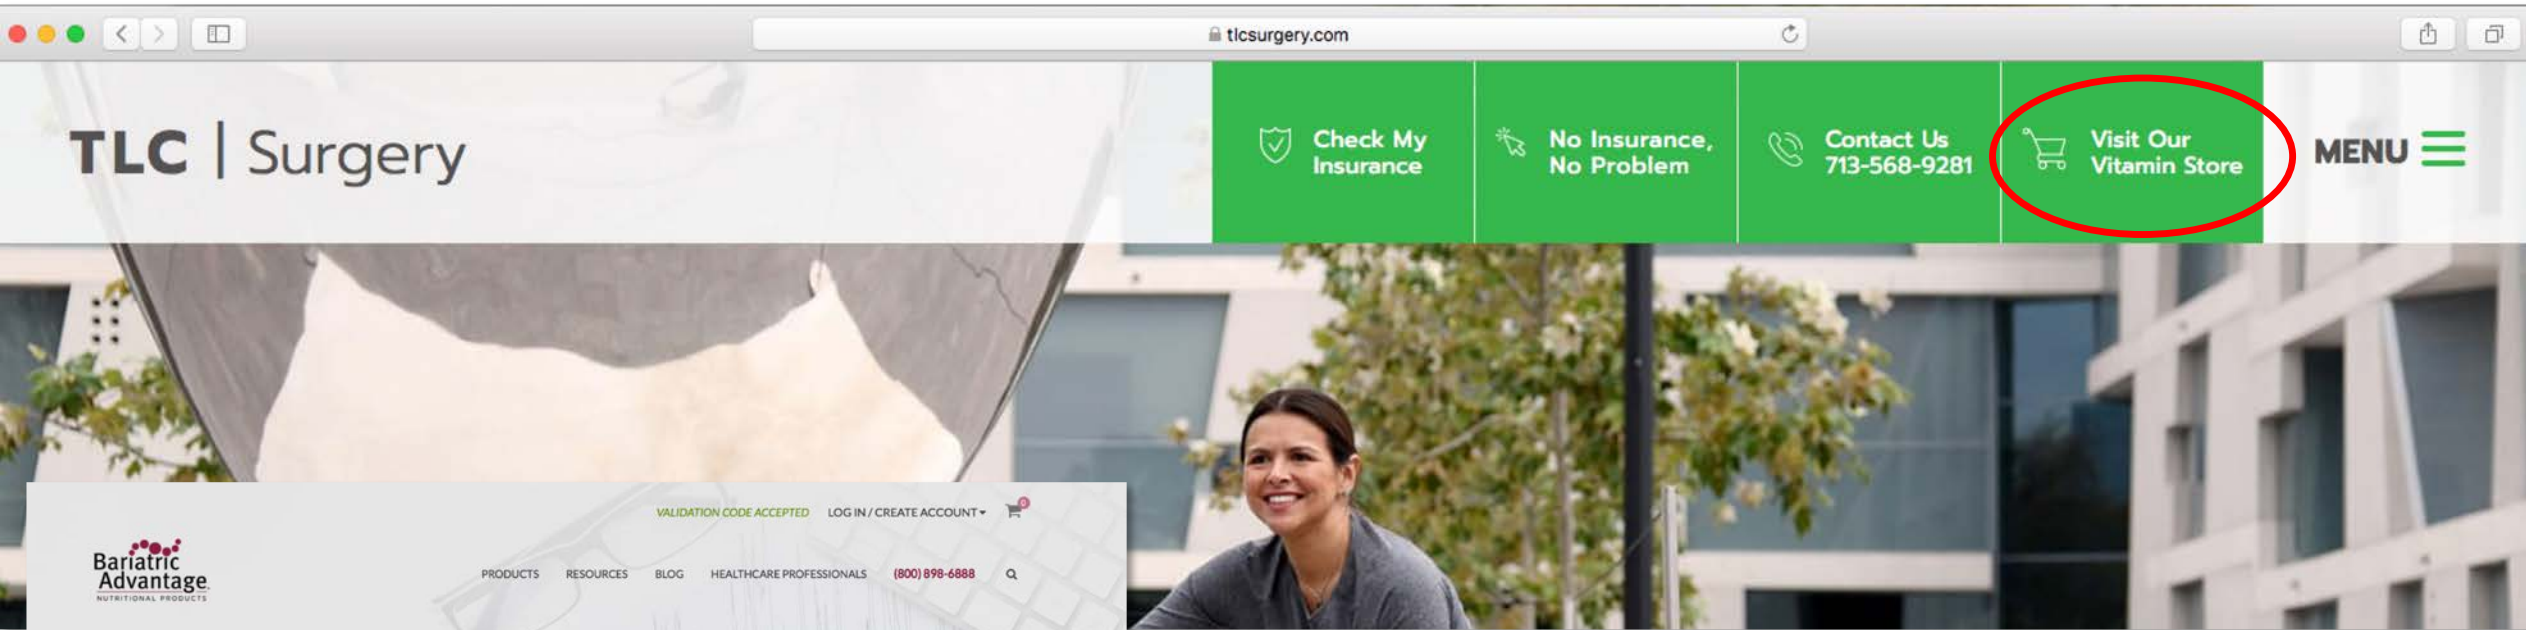 tlcsurgery.com
TLC | Surgery
Check My
Insurance
No Insurance,
No Problem
Contact Us
713-568-9281
Visit Our
Vitamin Store
MENU
VALIDATION CODE ACCEPTED LOG IN / CREATE ACCOUNT 0
Bariatric
Advantage
NUTRITIONAL PRODUCTS
PRODUCTS RESOURCES BLOG HEALTHCARE PROFESSIONALS (800) 898-6888